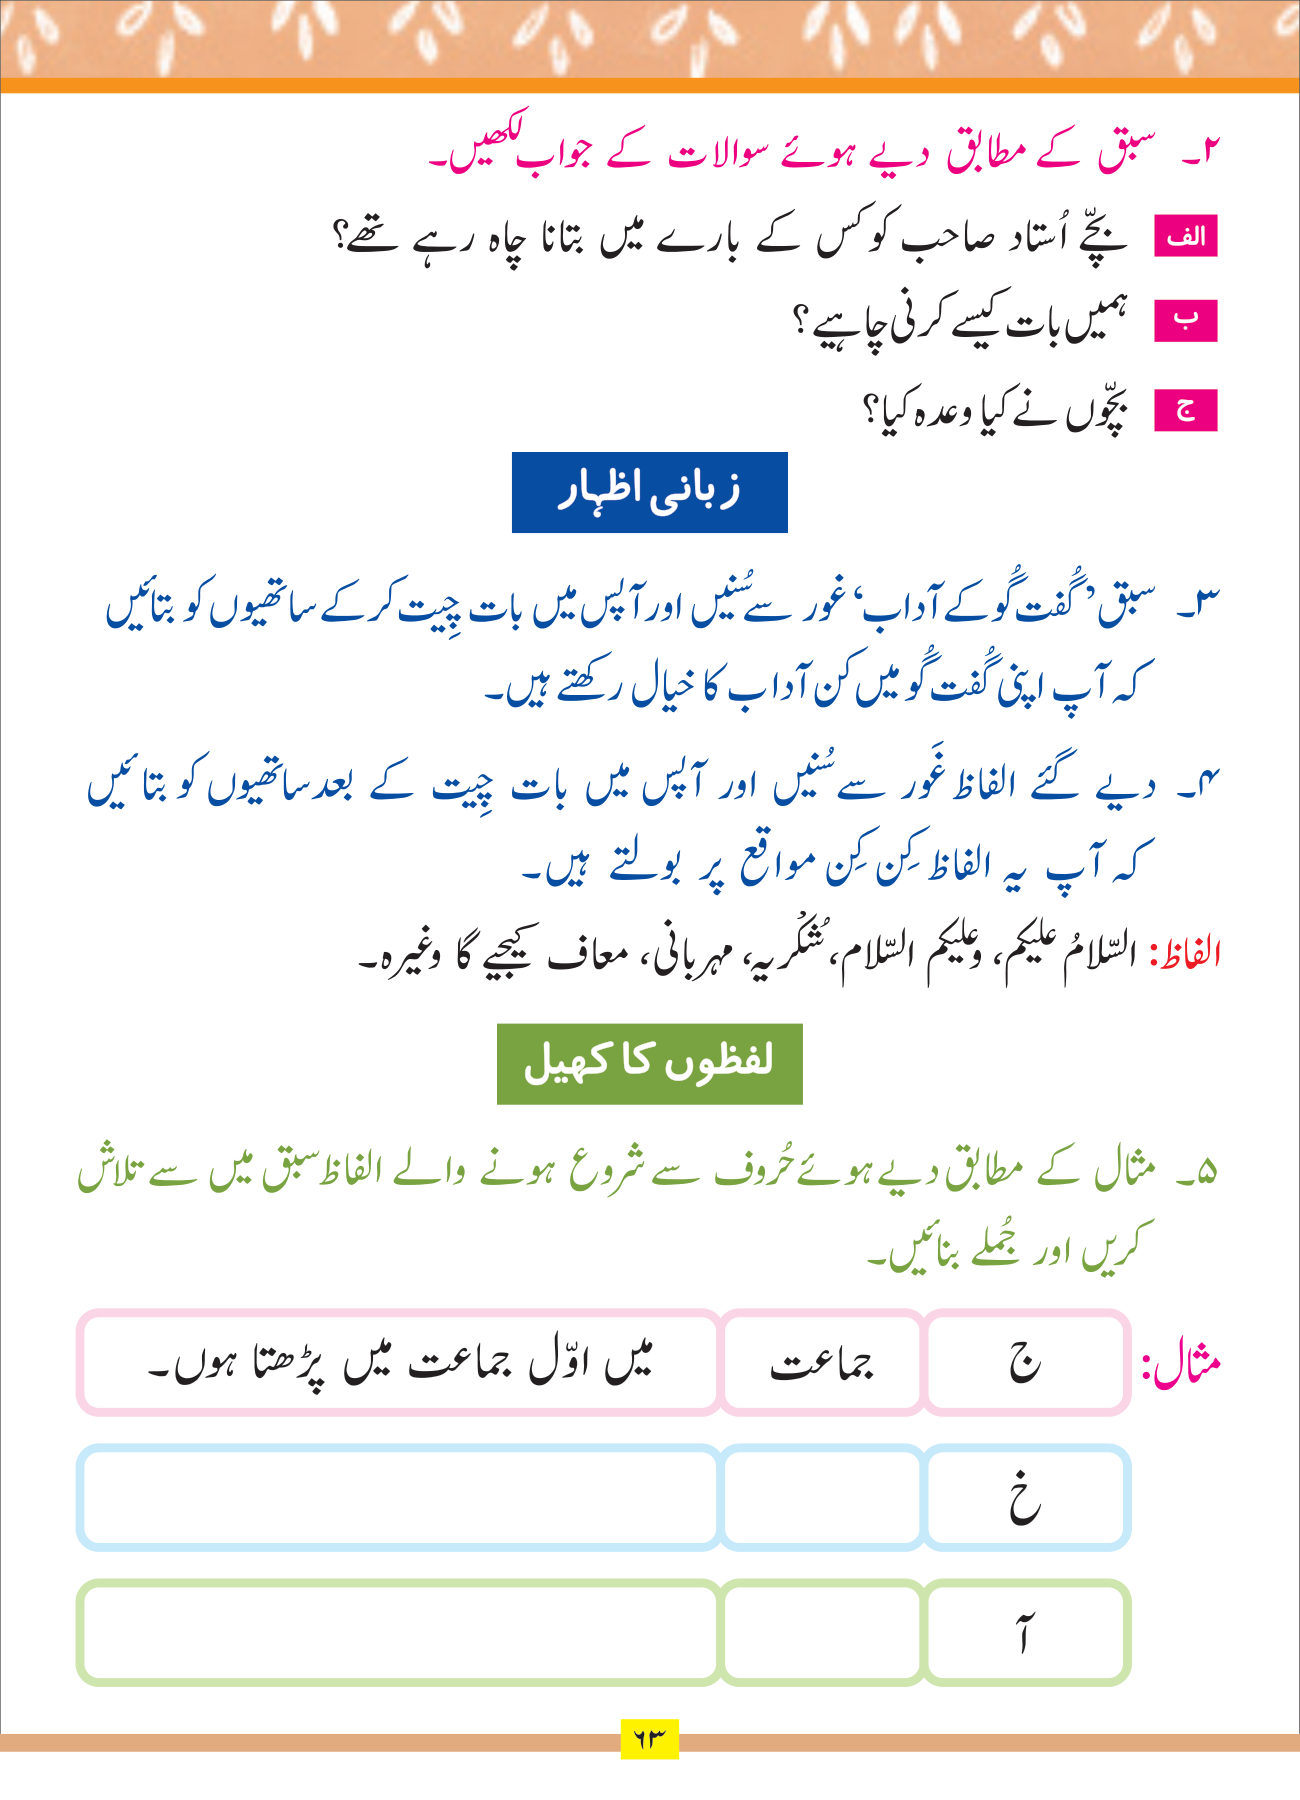 ۲۔ سبق کے مطابق دیے ہوئے سوالات کے جواب لکھیں۔
الف بچّے اُستاد صاحب کو کس کے بارے میں بتانا چاہ رہے تھے؟
ب ہمیں بات کیسے کرنی چاہیے؟
ج بچّوں نے کیا وعدہ کیا؟
زبانی اظہار
۳۔ سبق ’گُفت گُو کے آداب‘ غور سے سُنیں اور آپس میں بات چِیت کر کے ساتھیوں کو بتائیں
کہ آپ اپنی گُفت گُو میں کن آداب کا خیال رکھتے ہیں۔
۴۔ دیے گئے الفاظ غَور سے سُنیں اور آپس میں بات چِیت کے بعد ساتھیوں کو بتائیں
کہ آپ یہ الفاظ کِن کِن مواقع پر بولتے ہیں۔
الفاظ: السّلامُ علیکم، وعلیکم السّلام، شُکْریہ، مہربانی، معاف کیجیے گا وغیرہ۔
لفظوں کا کھیل
۵۔ مثال کے مطابق دیے ہوئے حُروف سے شروع ہونے والے الفاظ سبق میں سے تلاش
کریں اور جُملے بنائیں۔
مثال: ج جماعت میں اوّل جماعت میں پڑھتا ہوں۔
خ
آ
۶۳